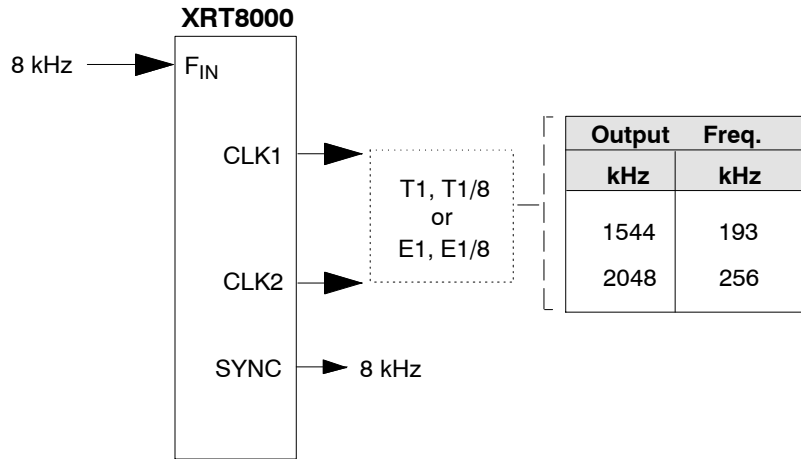 XRT8000
8 kHz
FIN
CLK1
CLK2
SYNC
8 kHz
T1, T1/8
or
E1, E1/8
Output Freq.
kHz kHz
1544 193
2048 256